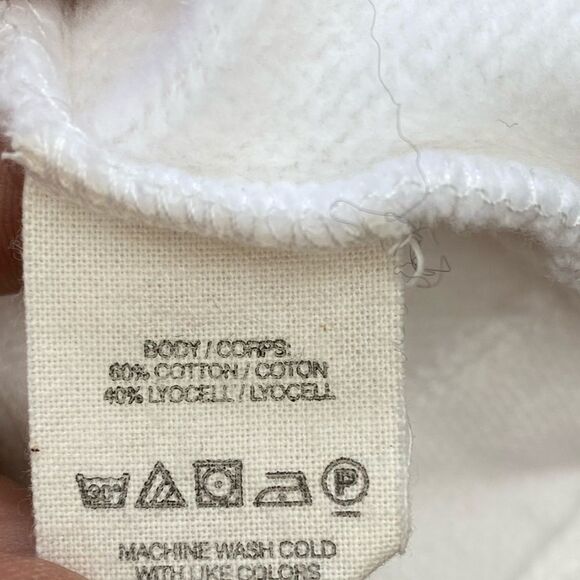 BODY / CORPS:
60% COTTON / COTON
40% LYOCELL / LYOCELL
30°
P
MACHINE WASH COLD
WITH LIKE COLORS